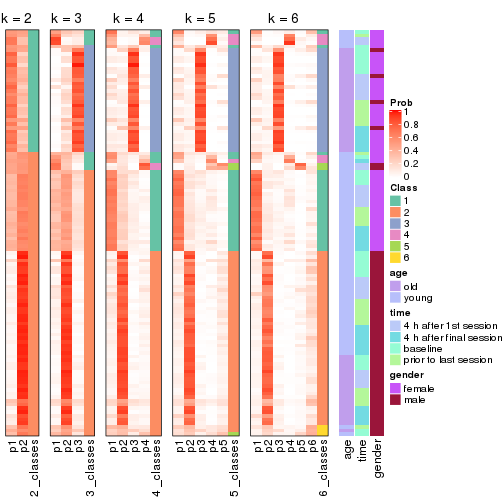 k = 2
k = 3
k = 4
k = 5
k = 6
Prob
1
0.8
0.6
0.4
0.2
0
Class
1
2
3
4
5
6
age
old
young
time
4 h after 1st session
4 h after final session
baseline
prior to last session
gender
female
male
p1
p2
2_classes
p1
p2
p3
3_classes
p1
p2
p3
p4
4_classes
p1
p2
p3
p4
p5
5_classes
p1
p2
p3
p4
p5
p6
6_classes
age
time
gender